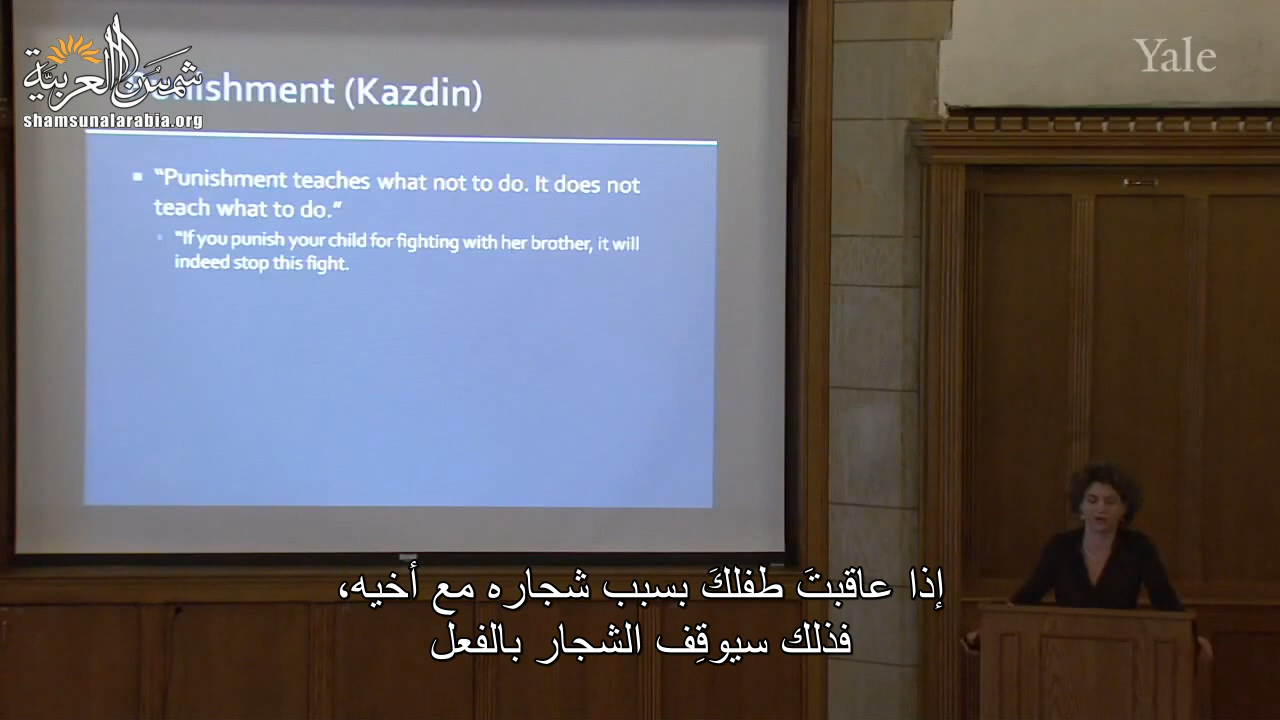 شمس العربية
shamsunalarabia.org
Yale
Punishment (Kazdin)
“Punishment teaches what not to do. It does not
teach what to do.”
“If you punish your child for fighting with her brother, it will
indeed stop this fight.
إذا عاقبتَ طفلكَ بسبب شجاره مع أخيه،
فذلك سيوقِف الشجار بالفعل